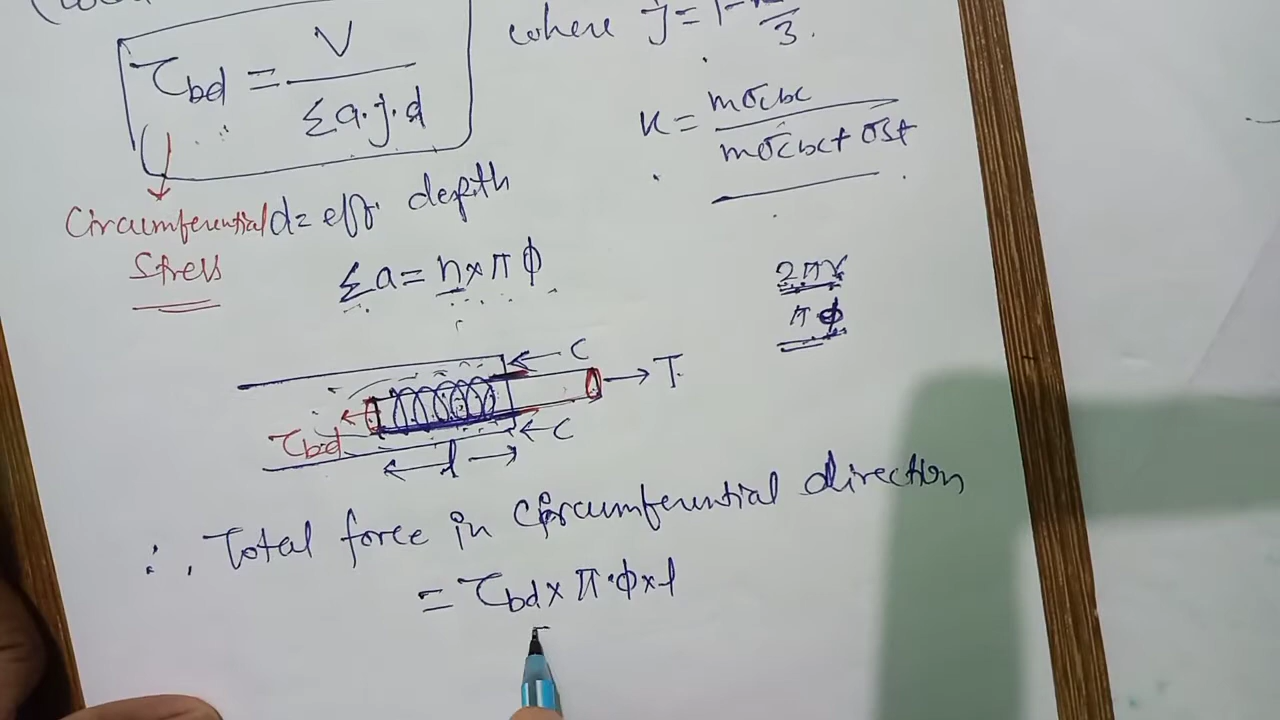 where j = 1 - k/3.
τbd = V / Σa.j.d
k = mσcbc / mσcbc + σst
Circumferential
Stress
d = eff. depth
Σa = n×πϕ
2πr
πϕ
← C
→ T
τbd
← C
← l →
∴ Total force in Circumferential direction
= τbd × π·ϕ×l